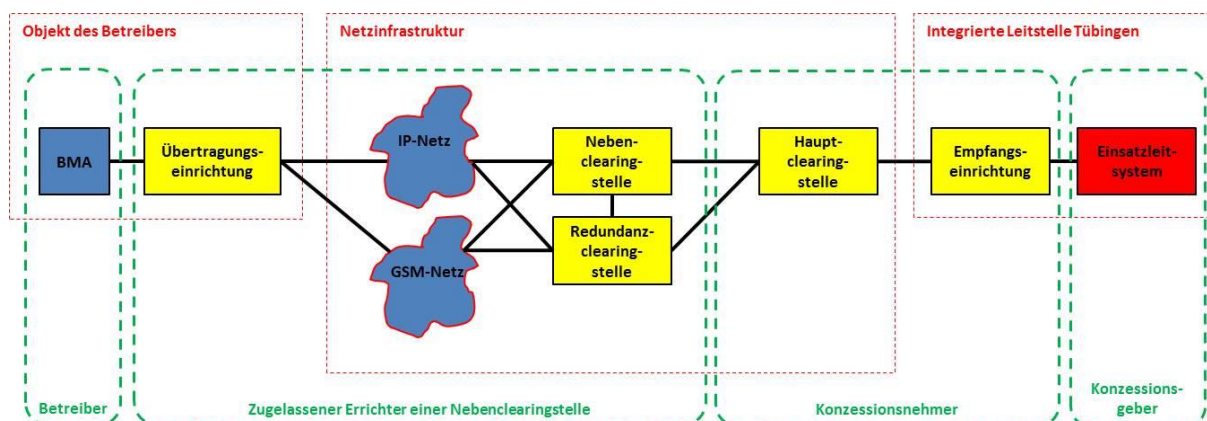 Objekt des Betreibers
Netzinfrastruktur
Integrierte Leitstelle Tübingen
BMA
Übertragungs-
einrichtung
IP-Netz
GSM-Netz
Neben-
clearing-
stelle
Redundanz-
clearing-
stelle
Haupt-
clearing-
stelle
Empfangs-
einrichtung
Einsatzleit-
system
Betreiber
Zugelassener Errichter einer Nebenclearingstelle
Konzessionsnehmer
Konzessions-
geber